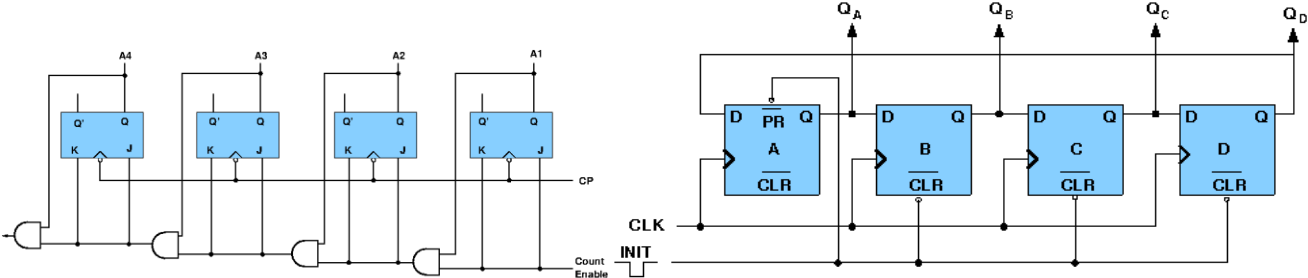 A4 A3 A2 A1
Q' Q Q' Q Q' Q Q' Q
K J K J K J K J
CP
Count
Enable
QA QB QC QD
PR
D Q D Q D Q D Q
A B C D
CLR CLR CLR CLR
CLK
INIT